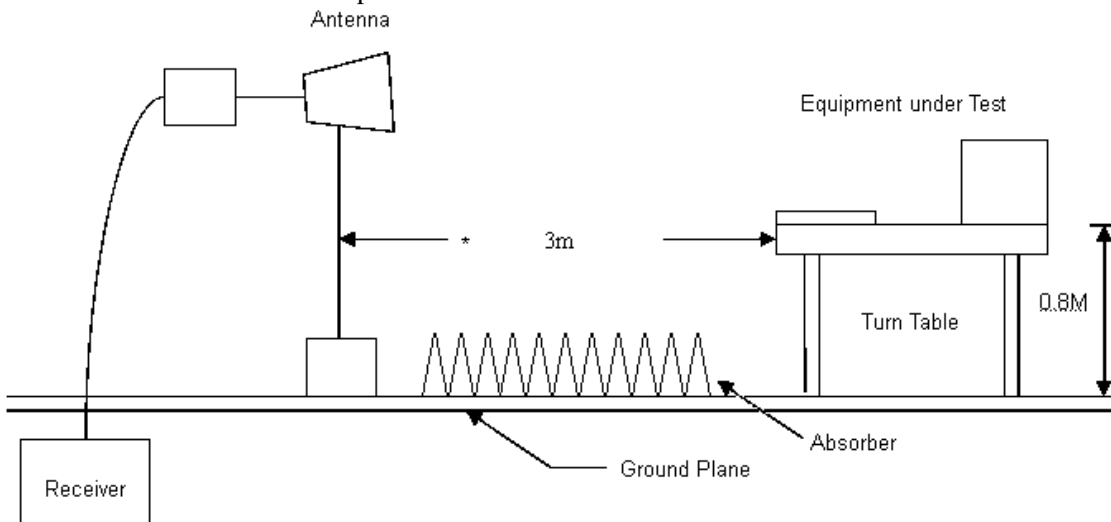 Antenna
Equipment under Test
* 3m
0.8M
Turn Table
Absorber
Ground Plane
Receiver